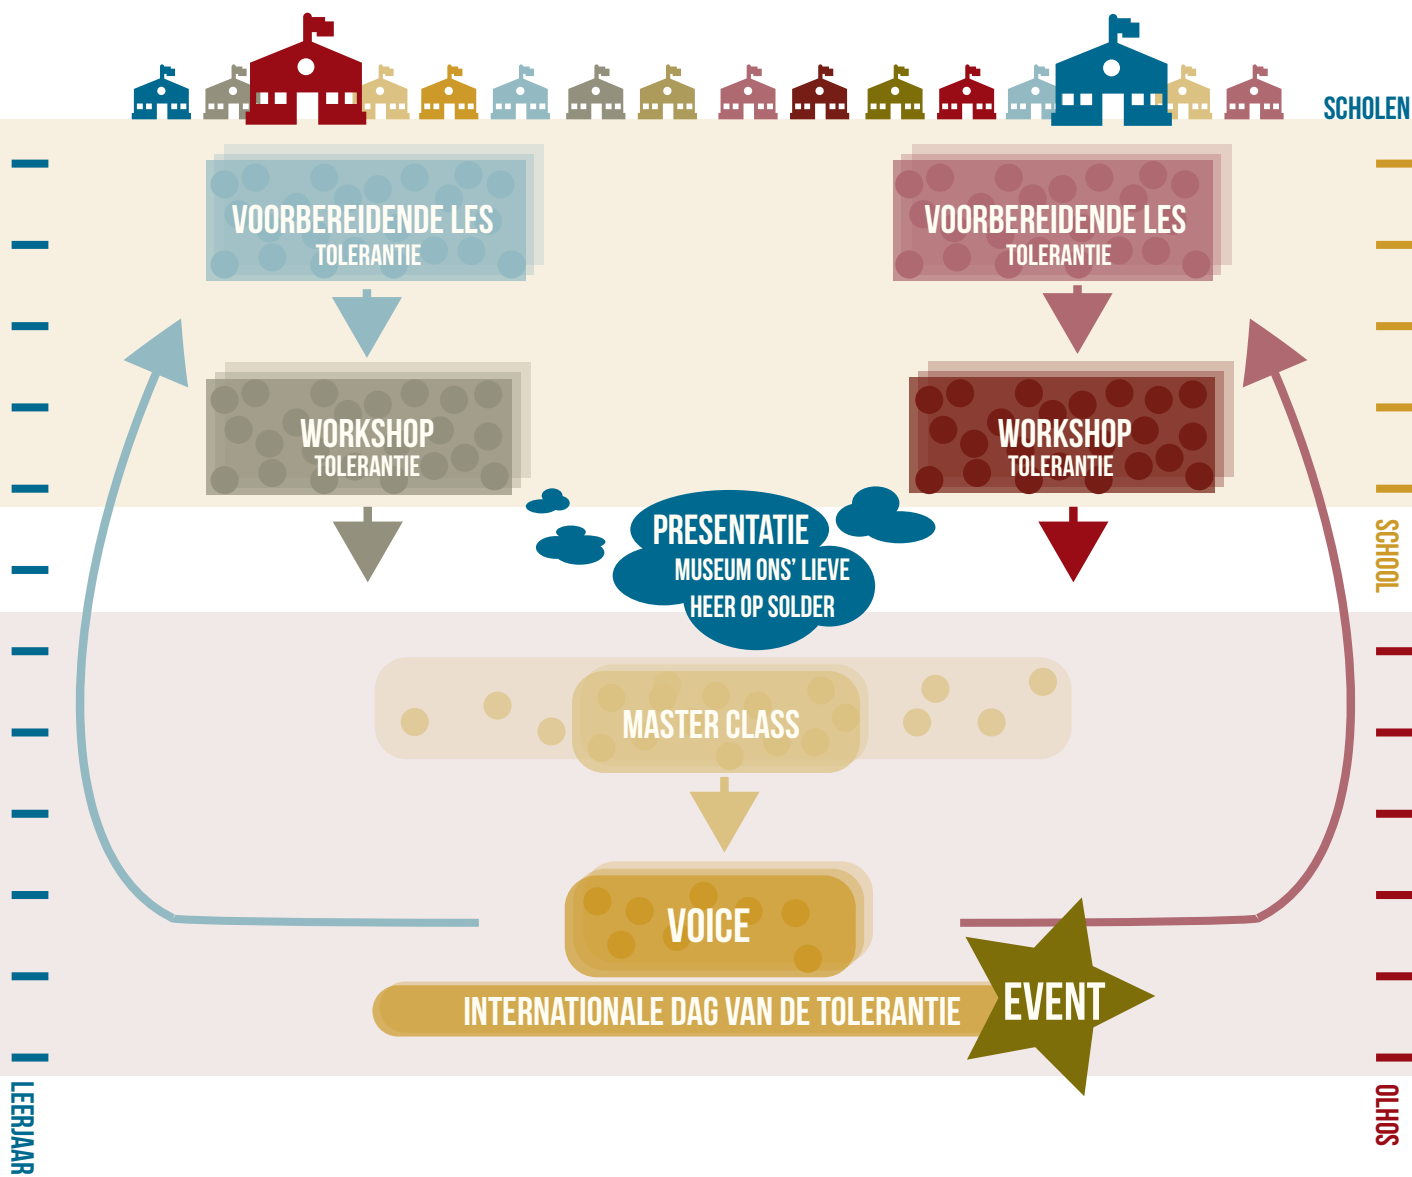 SCHOLEN
VOORBEREIDENDE LES
TOLERANTIE
VOORBEREIDENDE LES
TOLERANTIE
WORKSHOP
TOLERANTIE
WORKSHOP
TOLERANTIE
PRESENTATIE
MUSEUM ONS' LIEVE
HEER OP SOLDER
SCHOOL
MASTER CLASS
VOICE
INTERNATIONALE DAG VAN DE TOLERANTIE
EVENT
LEERJAAR
OLHOS